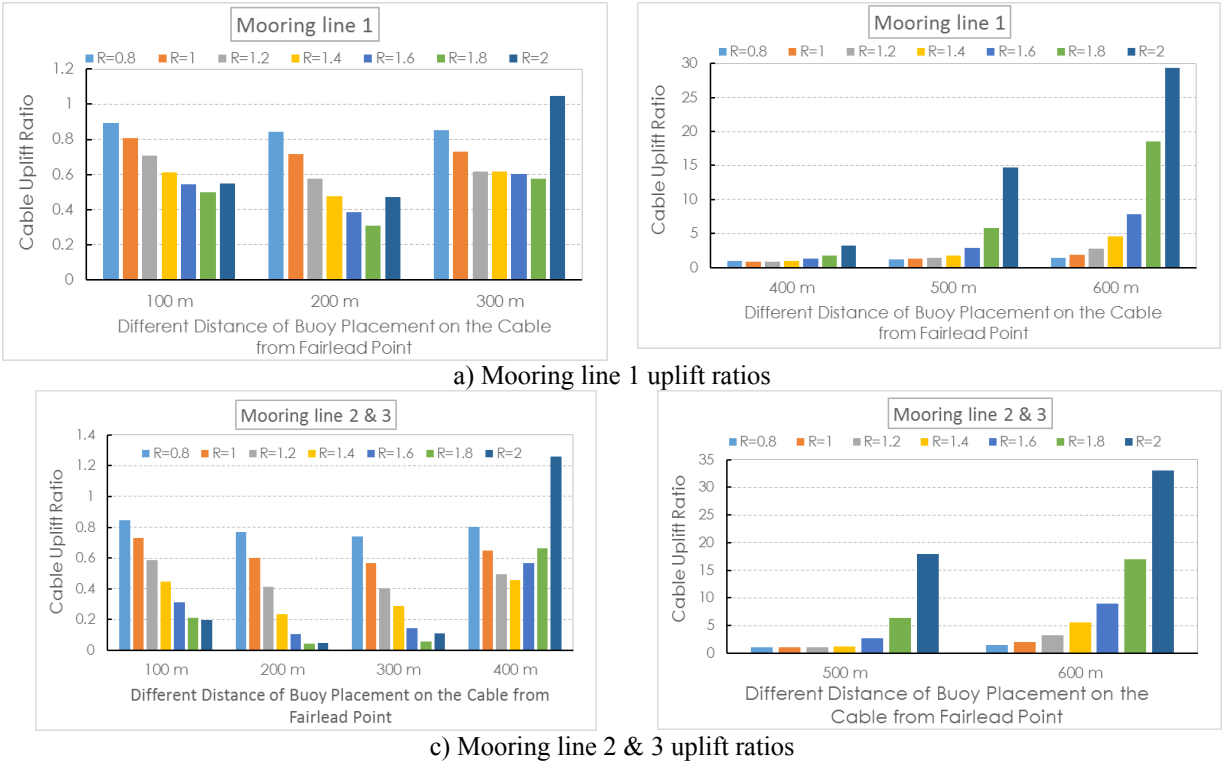 Mooring line 1
R=0.8 R=1 R=1.2 R=1.4 R=1.6 R=1.8 R=2
Cable Uplift Ratio
1.2
1
0.8
0.6
0.4
0.2
0
100 m 200 m 300 m
Different Distance of Buoy Placement on the Cable
from Fairlead Point
Mooring line 1
R=0.8 R=1 R=1.2 R=1.4 R=1.6 R=1.8 R=2
Cable Uplift Ratio
30
25
20
15
10
5
0
400 m 500 m 600 m
Different Distance of Buoy Placement on the Cable
from Fairlead Point
a) Mooring line 1 uplift ratios
Mooring line 2 & 3
R=0.8 R=1 R=1.2 R=1.4 R=1.6 R=1.8 R=2
Cable Uplift Ratio
1.4
1.2
1
0.8
0.6
0.4
0.2
0
100 m 200 m 300 m 400 m
Different Distance of Buoy Placement on the Cable from
Fairlead Point
Mooring line 2 & 3
R=0.8 R=1 R=1.2 R=1.4 R=1.6 R=1.8 R=2
Cable Uplift Ratio
35
30
25
20
15
10
5
0
500 m 600 m
Different Distance of Buoy Placement on the
Cable from Fairlead Point
c) Mooring line 2 & 3 uplift ratios